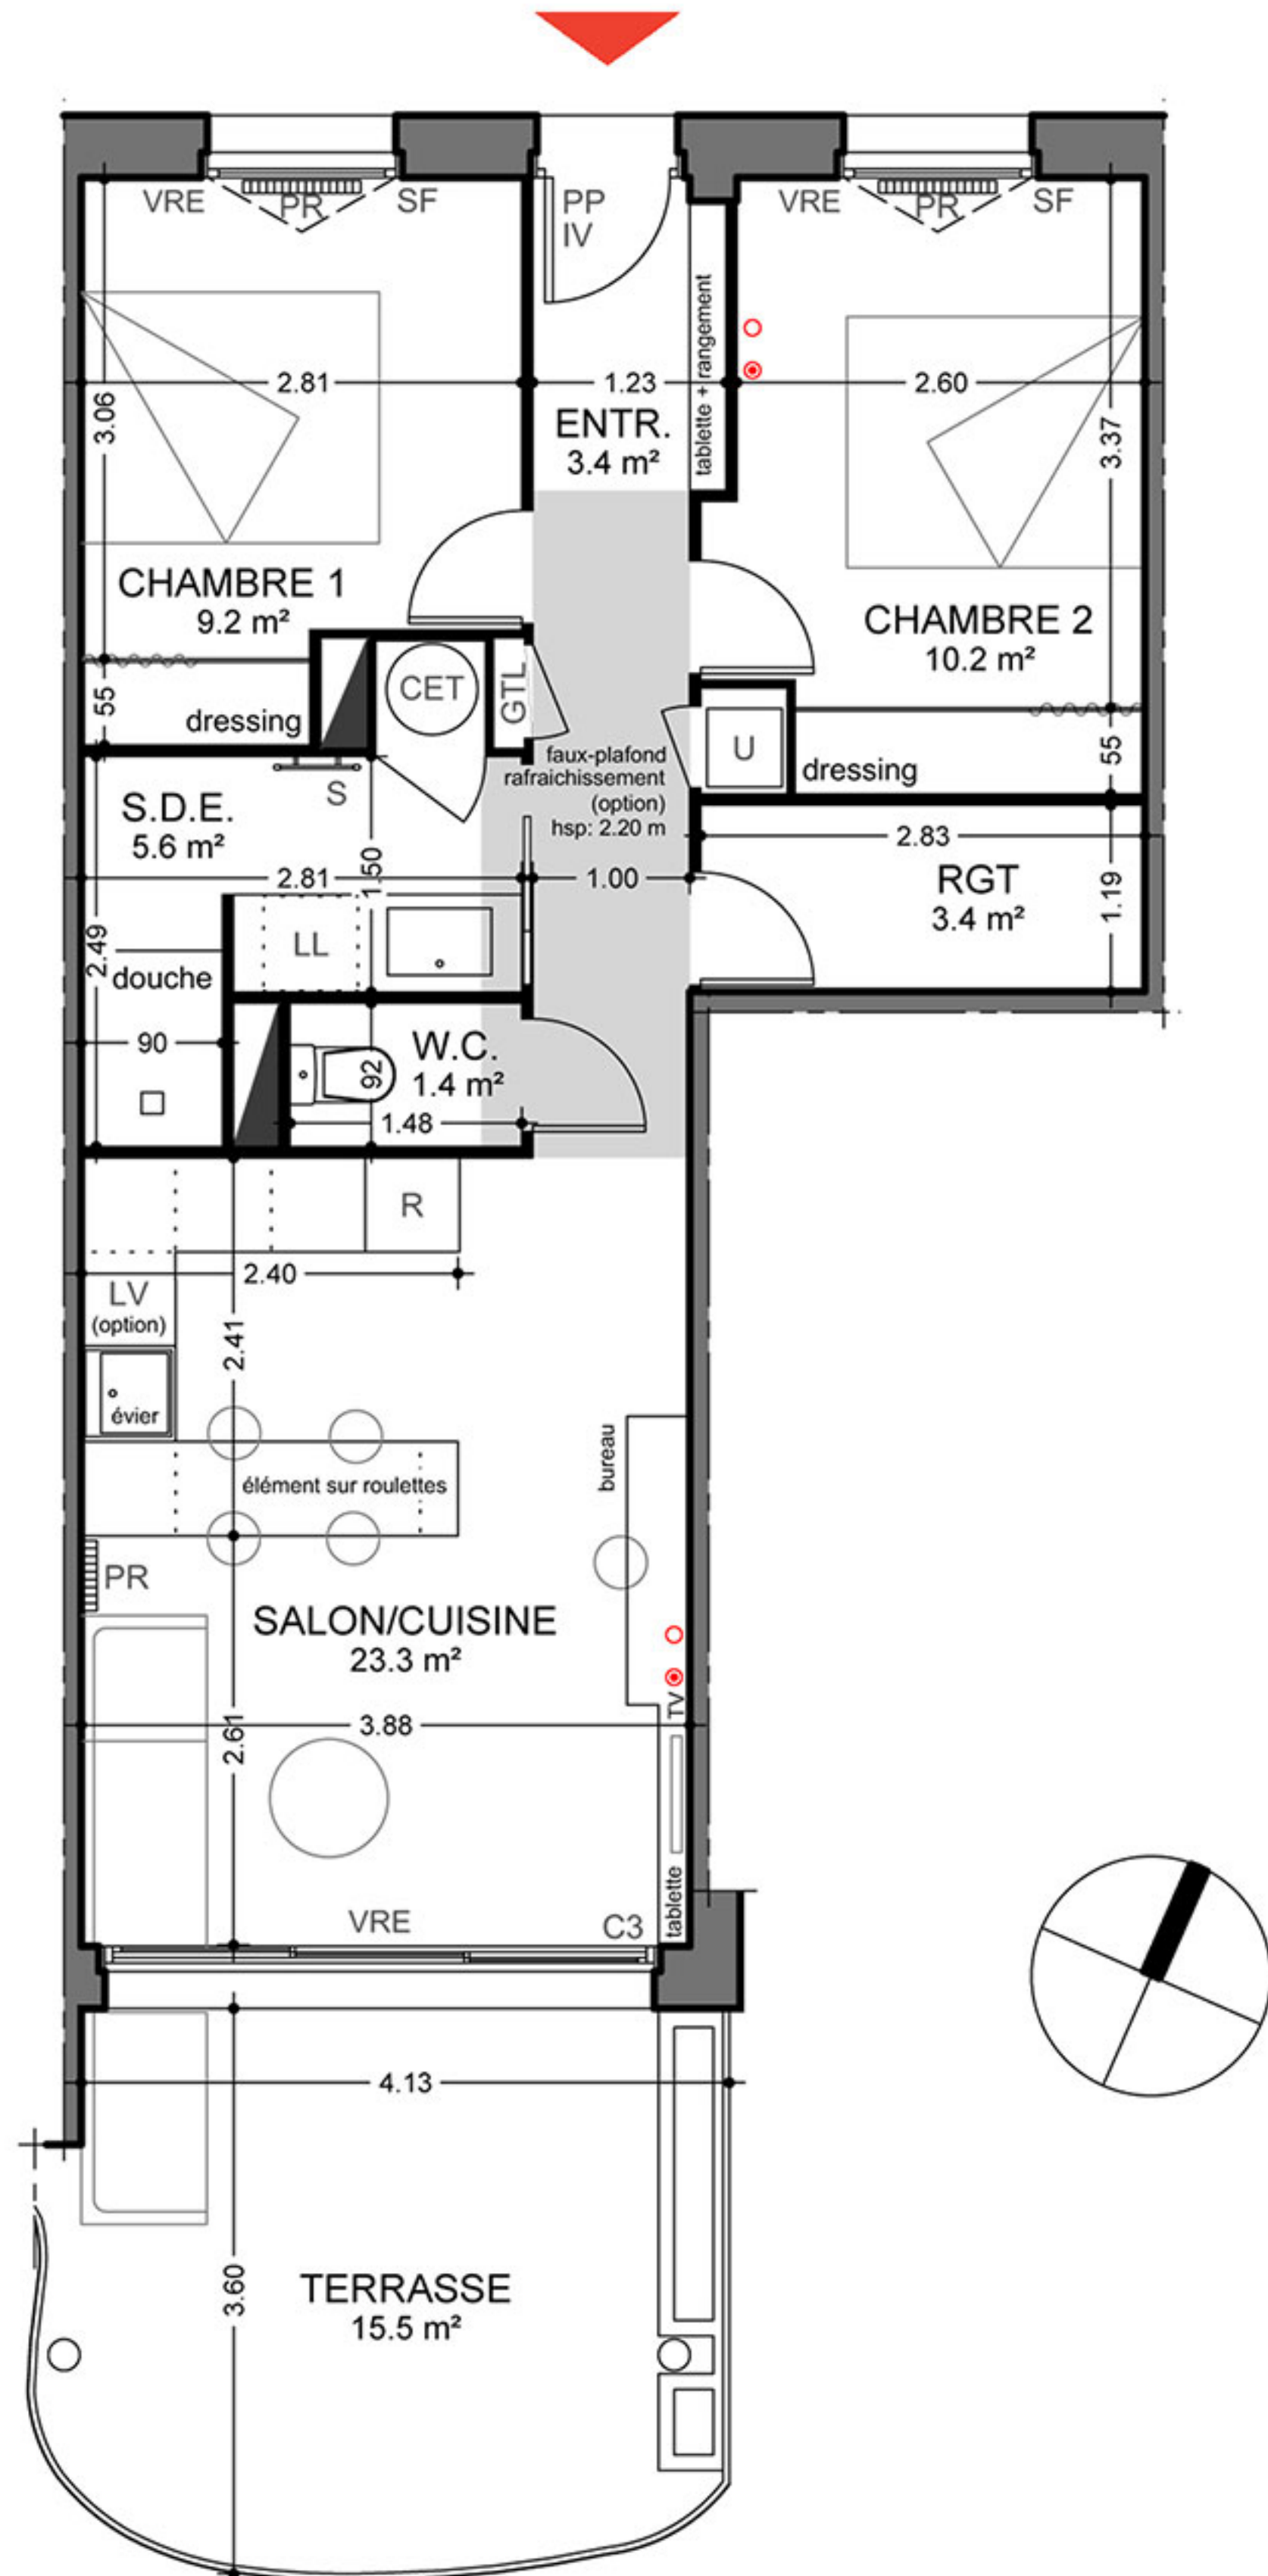 VRE
PR
SF
PP
IV
VRE
PR
SF
tablette + rangement
2.81
1.23
2.60
3.06
ENTR.
3.4 m²
3.37
CHAMBRE 1
9.2 m²
CHAMBRE 2
10.2 m²
CET
GTL
55
dressing
U
55
dressing
faux-plafond
rafraichissement
(option)
hsp: 2.20 m
S
S.D.E.
5.6 m²
2.83
2.81
1.50
1.00
RGT
3.4 m²
1.19
LL
2.49
douche
90
W.C.
1.4 m²
92
1.48
R
2.40
LV
(option)
2.41
évier
bureau
élément sur roulettes
PR
SALON/CUISINE
23.3 m²
TV
3.88
2.61
tablette
VRE
C3
4.13
3.60
TERRASSE
15.5 m²